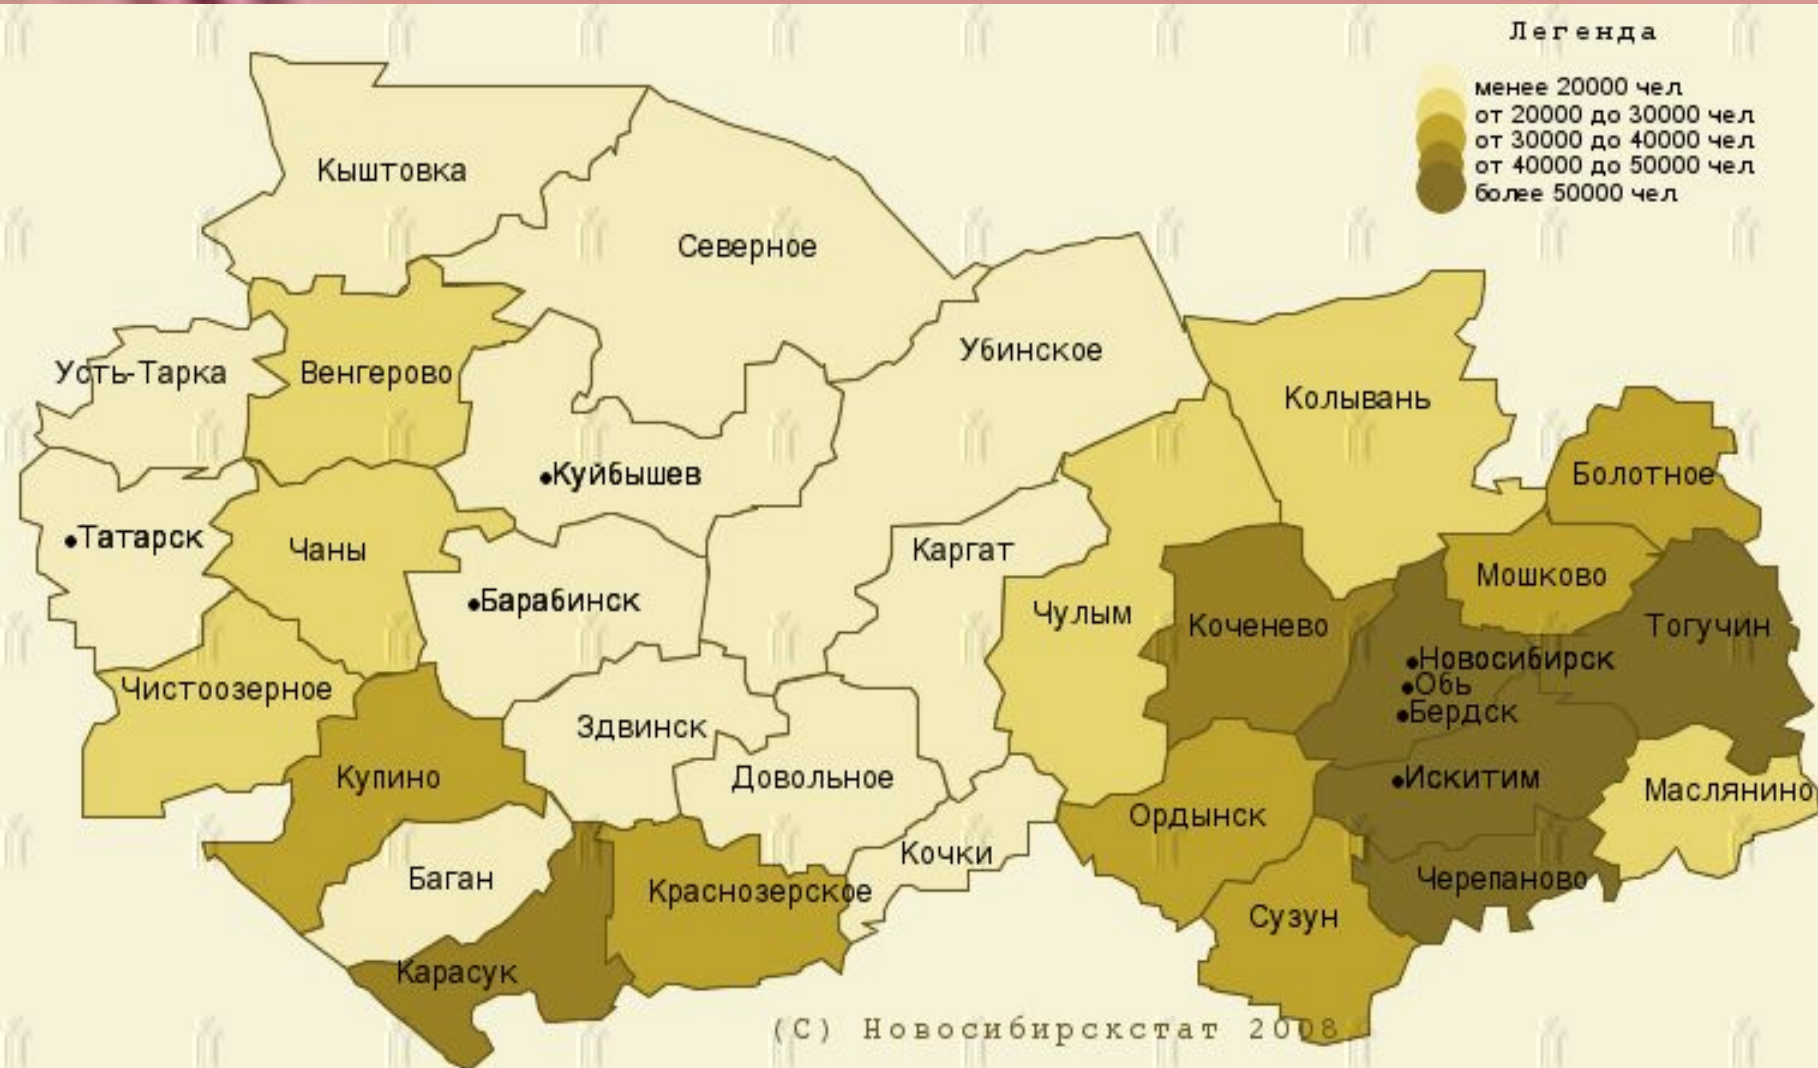 Легенда
менее 20000 чел
от 20000 до 30000 чел
от 30000 до 40000 чел
от 40000 до 50000 чел
более 50000 чел
Кыштовка
Северное
Убинское
Усть-Тарка
Венгерово
Колывань
Куйбышев
Болотное
Татарск
Чаны
Каргат
Мошково
Барабинск
Чулым
Коченево
Тогучин
Новосибирск
Обь
Бердск
Чистоозерное
Здвинск
Купино
Довольное
Искитим
Маслянино
Ордынск
Кочки
Баган
Краснозерское
Черепаново
Сузун
Карасук
(С) Новосибирскстат 2008